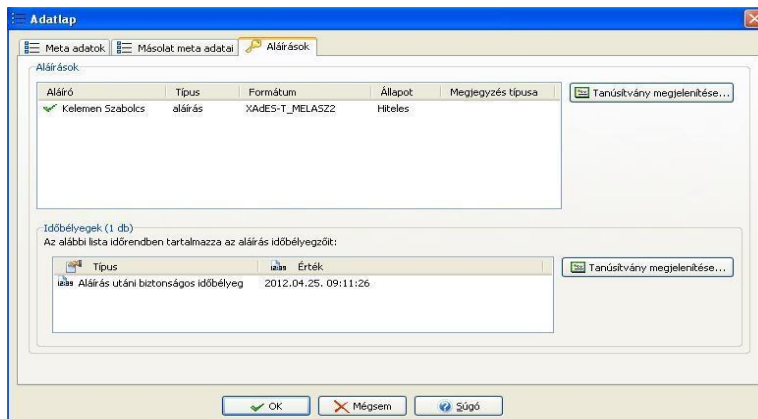 Adatlap
Meta adatok Másolat meta adatai Aláírások
Aláírások
Aláíró Típus Formátum Állapot Megjegyzés típusa
Kelemen Szabolcs aláírás XAdES-T_MELASZ2 Hiteles
Tanúsítvány megjelenítése...
Időbélyegek (1 db)
Az alábbi lista időrendben tartalmazza az aláírás időbélyegzőit:
Típus Érték
Aláírás utáni biztonságos időbélyeg 2012.04.25. 09:11:26
Tanúsítvány megjelenítése...
OK Mégsem Súgó